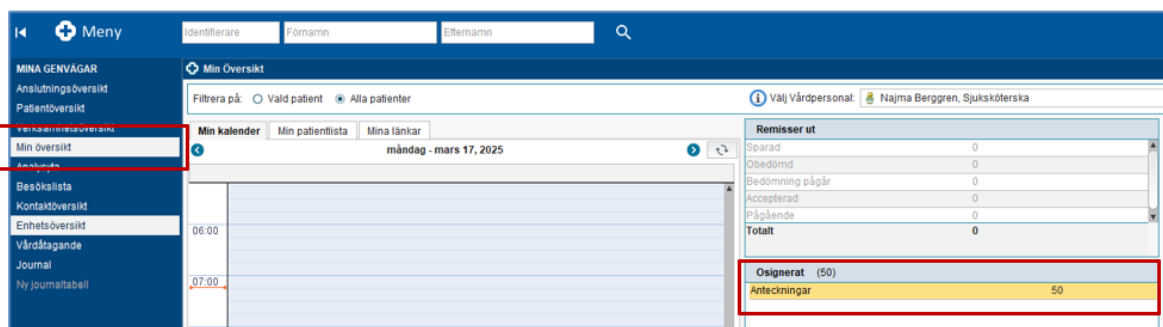 Meny
Identifierare
Förnamn
Efternamn
MINA GENVÄGAR
Anslutningsöversikt
Patientöversikt
Verksamhetsöversikt
Min översikt
Analysyta
Besökslista
Kontaktöversikt
Enhetsöversikt
Vårdåtagande
Journal
Ny journaltabell
Min Översikt
Filtrera på: Vald patient Alla patienter
Välj Vårdpersonal: Najma Berggren, Sjuksköterska
Min kalender Min patientlista Mina länkar
måndag - mars 17, 2025
06:00
07:00
Remisser ut
Sparad 0
Obedömd 0
Bedömning pågår 0
Accepterad 0
Pågående 0
Totalt 0
Osignerat (50)
Anteckningar 50